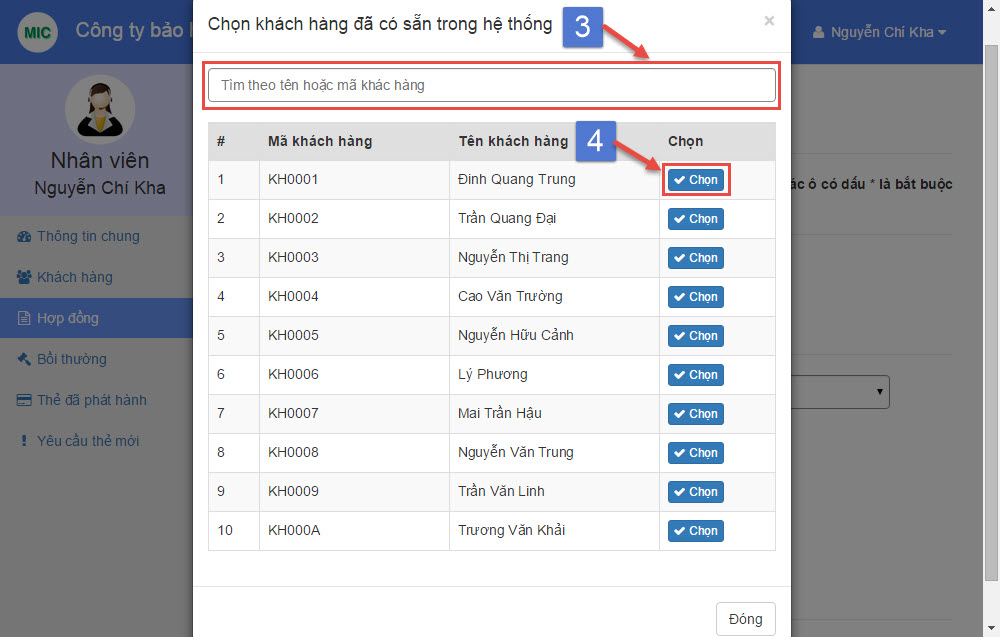 Chọn khách hàng đã có sẵn trong hệ thống
×
3
MIC
Công ty bảo
Nguyễn Chí Kha
Tìm theo tên hoặc mã khác hàng
Nhân viên
Nguyễn Chí Kha
4
# Mã khách hàng Tên khách hàng Chọn
1 KH0001 Đinh Quang Trung Chọn
2 KH0002 Trần Quang Đại Chọn
3 KH0003 Nguyễn Thị Trang Chọn
4 KH0004 Cao Văn Trường Chọn
5 KH0005 Nguyễn Hữu Cảnh Chọn
6 KH0006 Lý Phương Chọn
7 KH0007 Mai Trần Hậu Chọn
8 KH0008 Nguyễn Văn Trung Chọn
9 KH0009 Trần Văn Linh Chọn
10 KH000A Trương Văn Khải Chọn
ác ô có dấu * là bắt buộc
Thông tin chung
Khách hàng
Hợp đồng
Bồi thường
Thẻ đã phát hành
Yêu cầu thẻ mới
Đóng